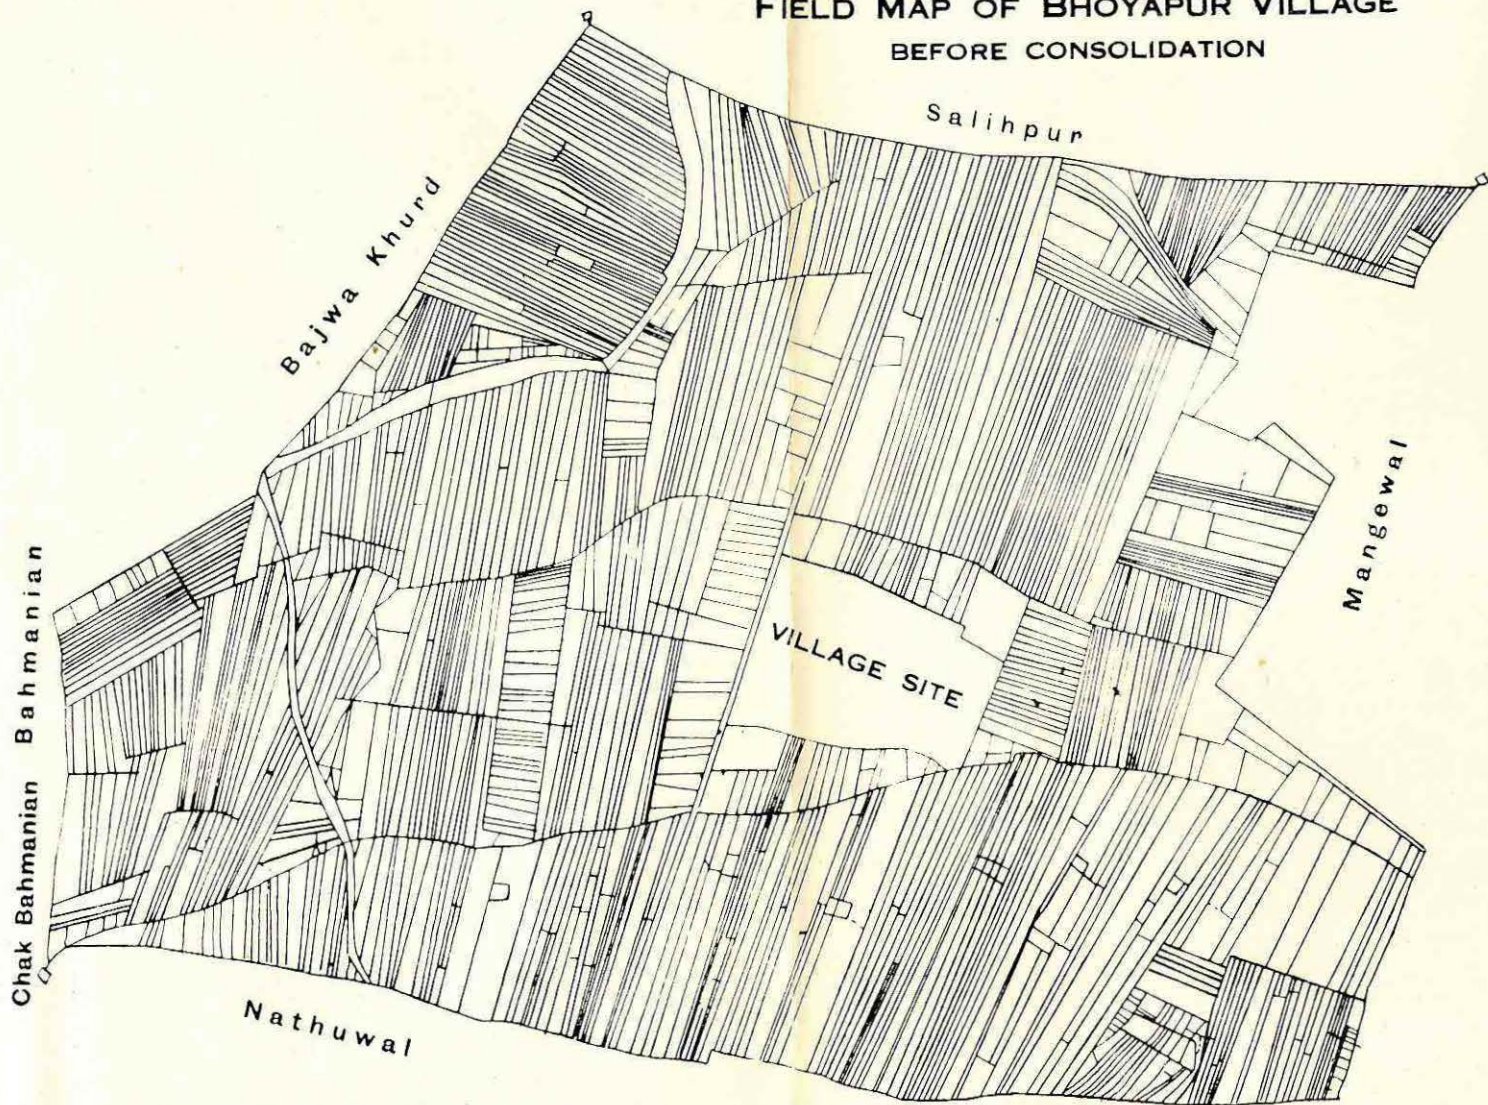 FIELD MAP OF BHOYAPUR VILLAGE
BEFORE CONSOLIDATION
Salihpur
Bajwa Khurd
Mangewal
VILLAGE SITE
Chak Bahmanian Bahmanian
Nathuwal